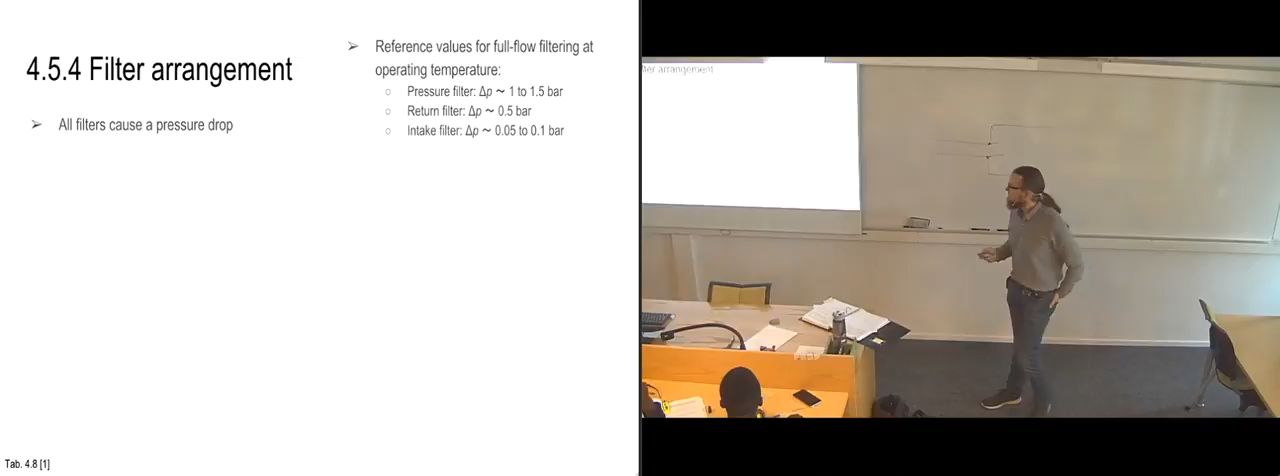 4.5.4 Filter arrangement
➢ All filters cause a pressure drop
➢ Reference values for full-flow filtering at
operating temperature:
○ Pressure filter: Δp ~ 1 to 1.5 bar
○ Return filter: Δp ~ 0.5 bar
○ Intake filter: Δp ~ 0.05 to 0.1 bar
Tab. 4.8 [1]
arrangement